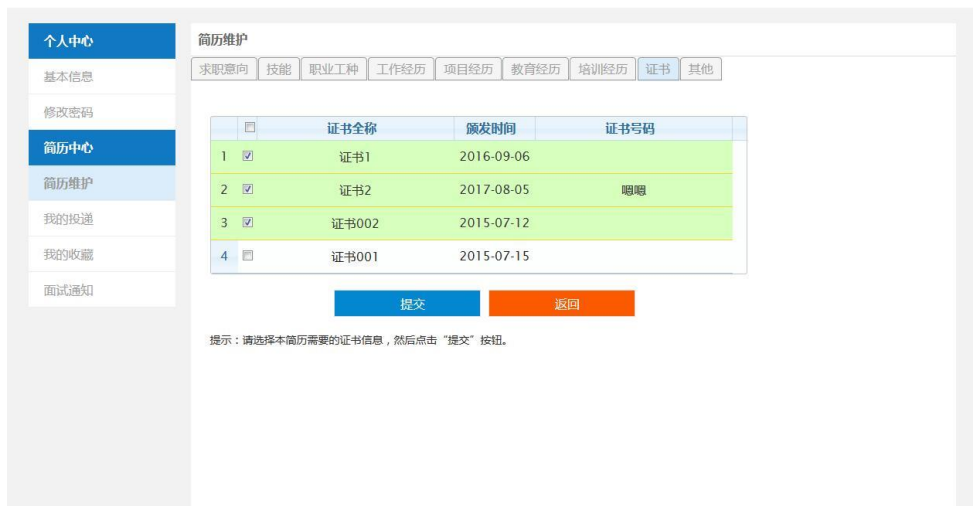 个人中心
基本信息
修改密码
简历中心
简历维护
我的投递
我的收藏
面试通知
简历维护
求职意向 技能 职业工种 工作经历 项目经历 教育经历 培训经历 证书 其他
证书全称 颁发时间 证书号码
1 证书1 2016-09-06
2 证书2 2017-08-05 嗯嗯
3 证书002 2015-07-12
4 证书001 2015-07-15
提交 返回
提示：请选择本简历需要的证书信息，然后点击“提交”按钮。